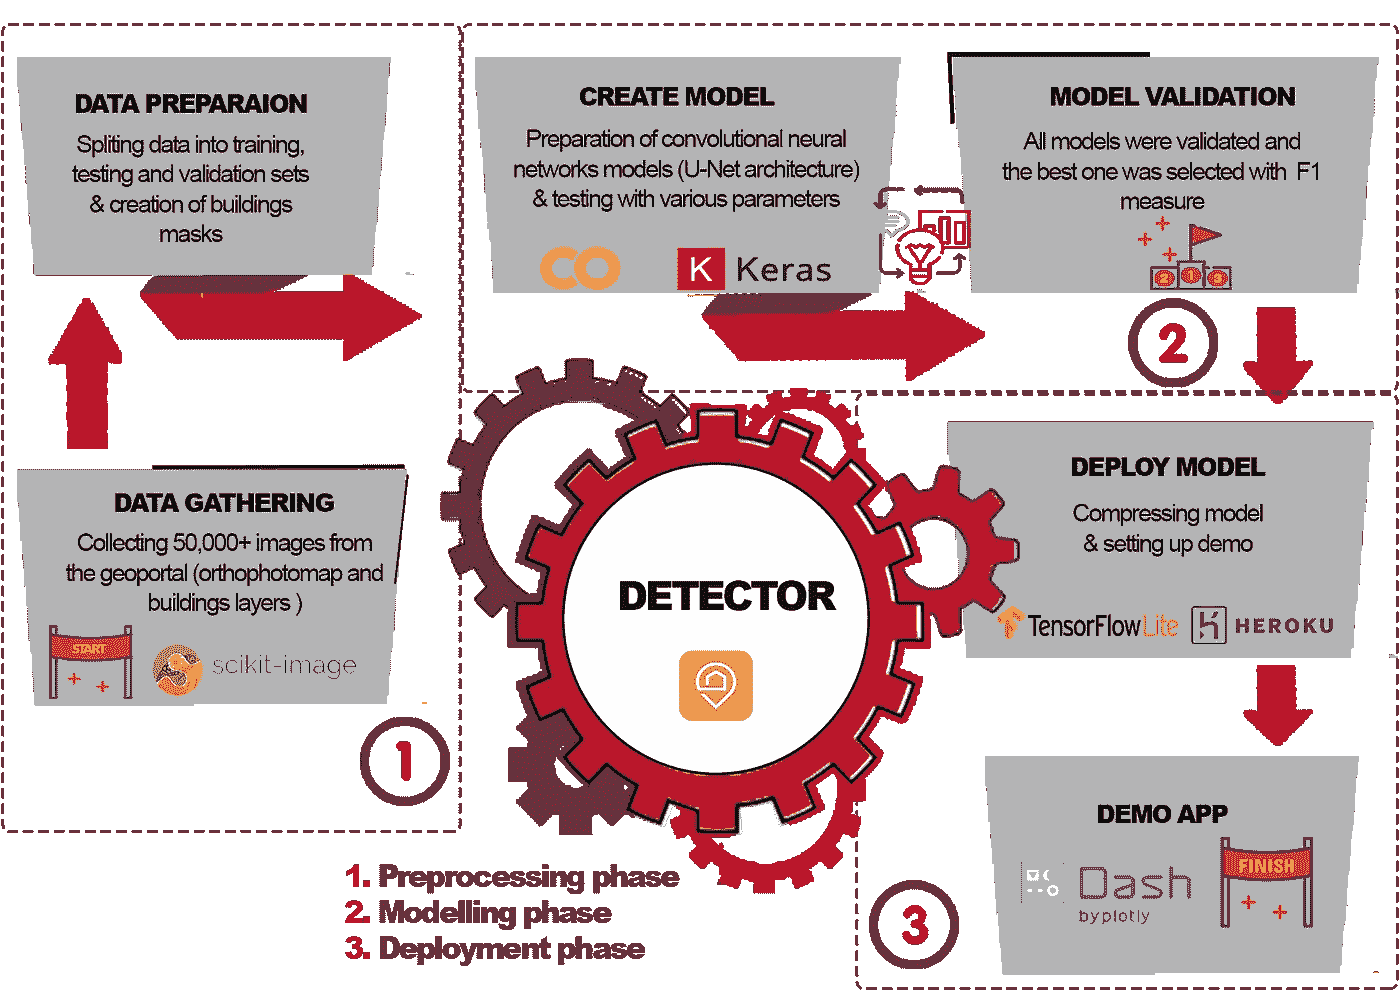 DATA PREPARAION
Spliting data into training,
testing and validation sets
& creation of buildings
masks
CREATE MODEL
Preparation of convolutional neural
networks models (U-Net architecture)
& testing with various parameters
CO
K Keras
MODEL VALIDATION
All models were validated and
the best one was selected with F1
measure
2 1 3
2
DATA GATHERING
Collecting 50,000+ images from
the geoportal (orthophotomap and
buildings layers )
START
scikit-image
1
DETECTOR
DEPLOY MODEL
Compressing model
& setting up demo
TensorFlowLite
HEROKU
DEMO APP
Dash
byplotly
FINISH
3
1. Preprocessing phase
2. Modelling phase
3. Deployment phase